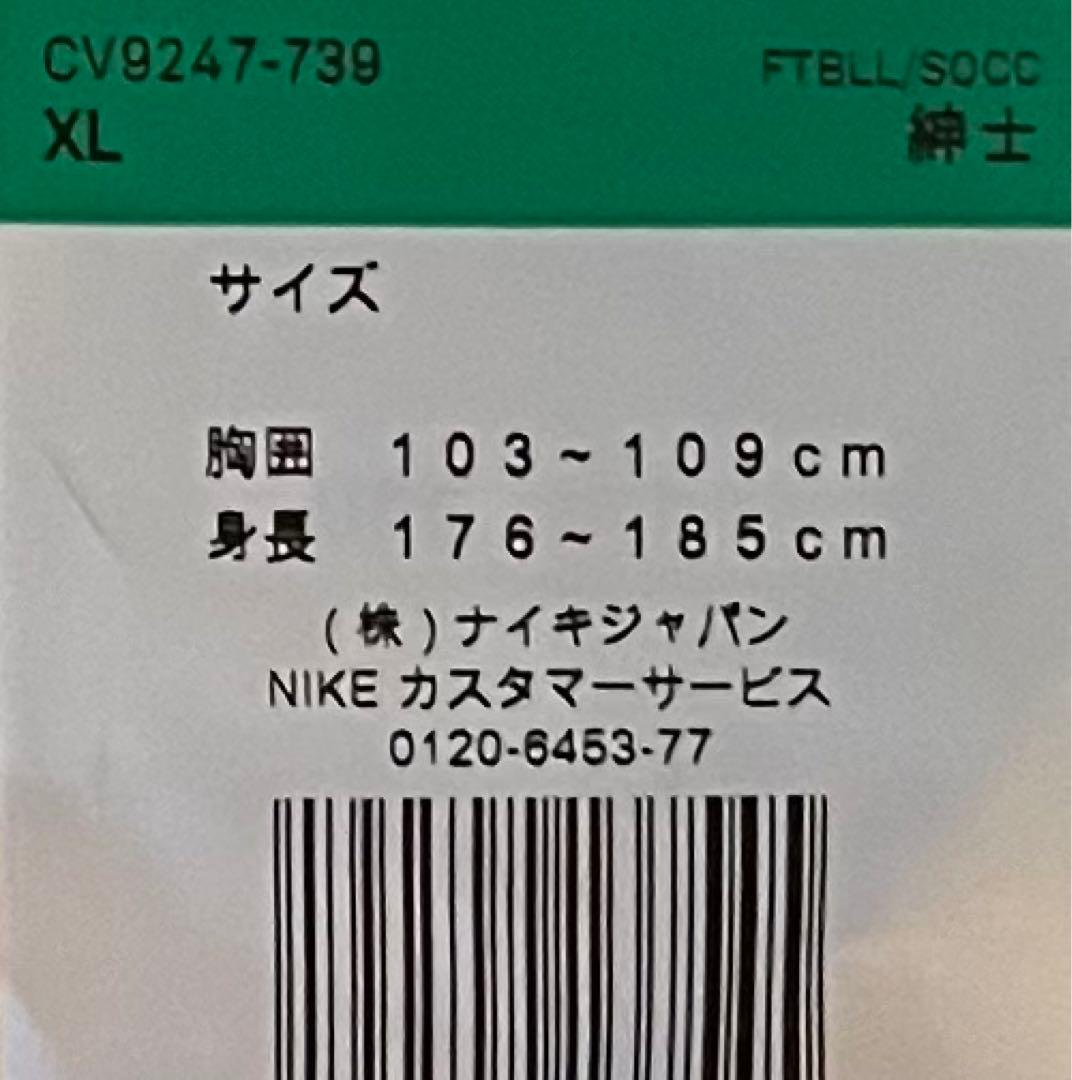 CV9247-739
FTBLL/SOCC
XL
紳士
サイズ
胸囲 103~109cm
身長 176~185cm
(株)ナイキジャパン
NIKE カスタマーサービス
0120-6453-77